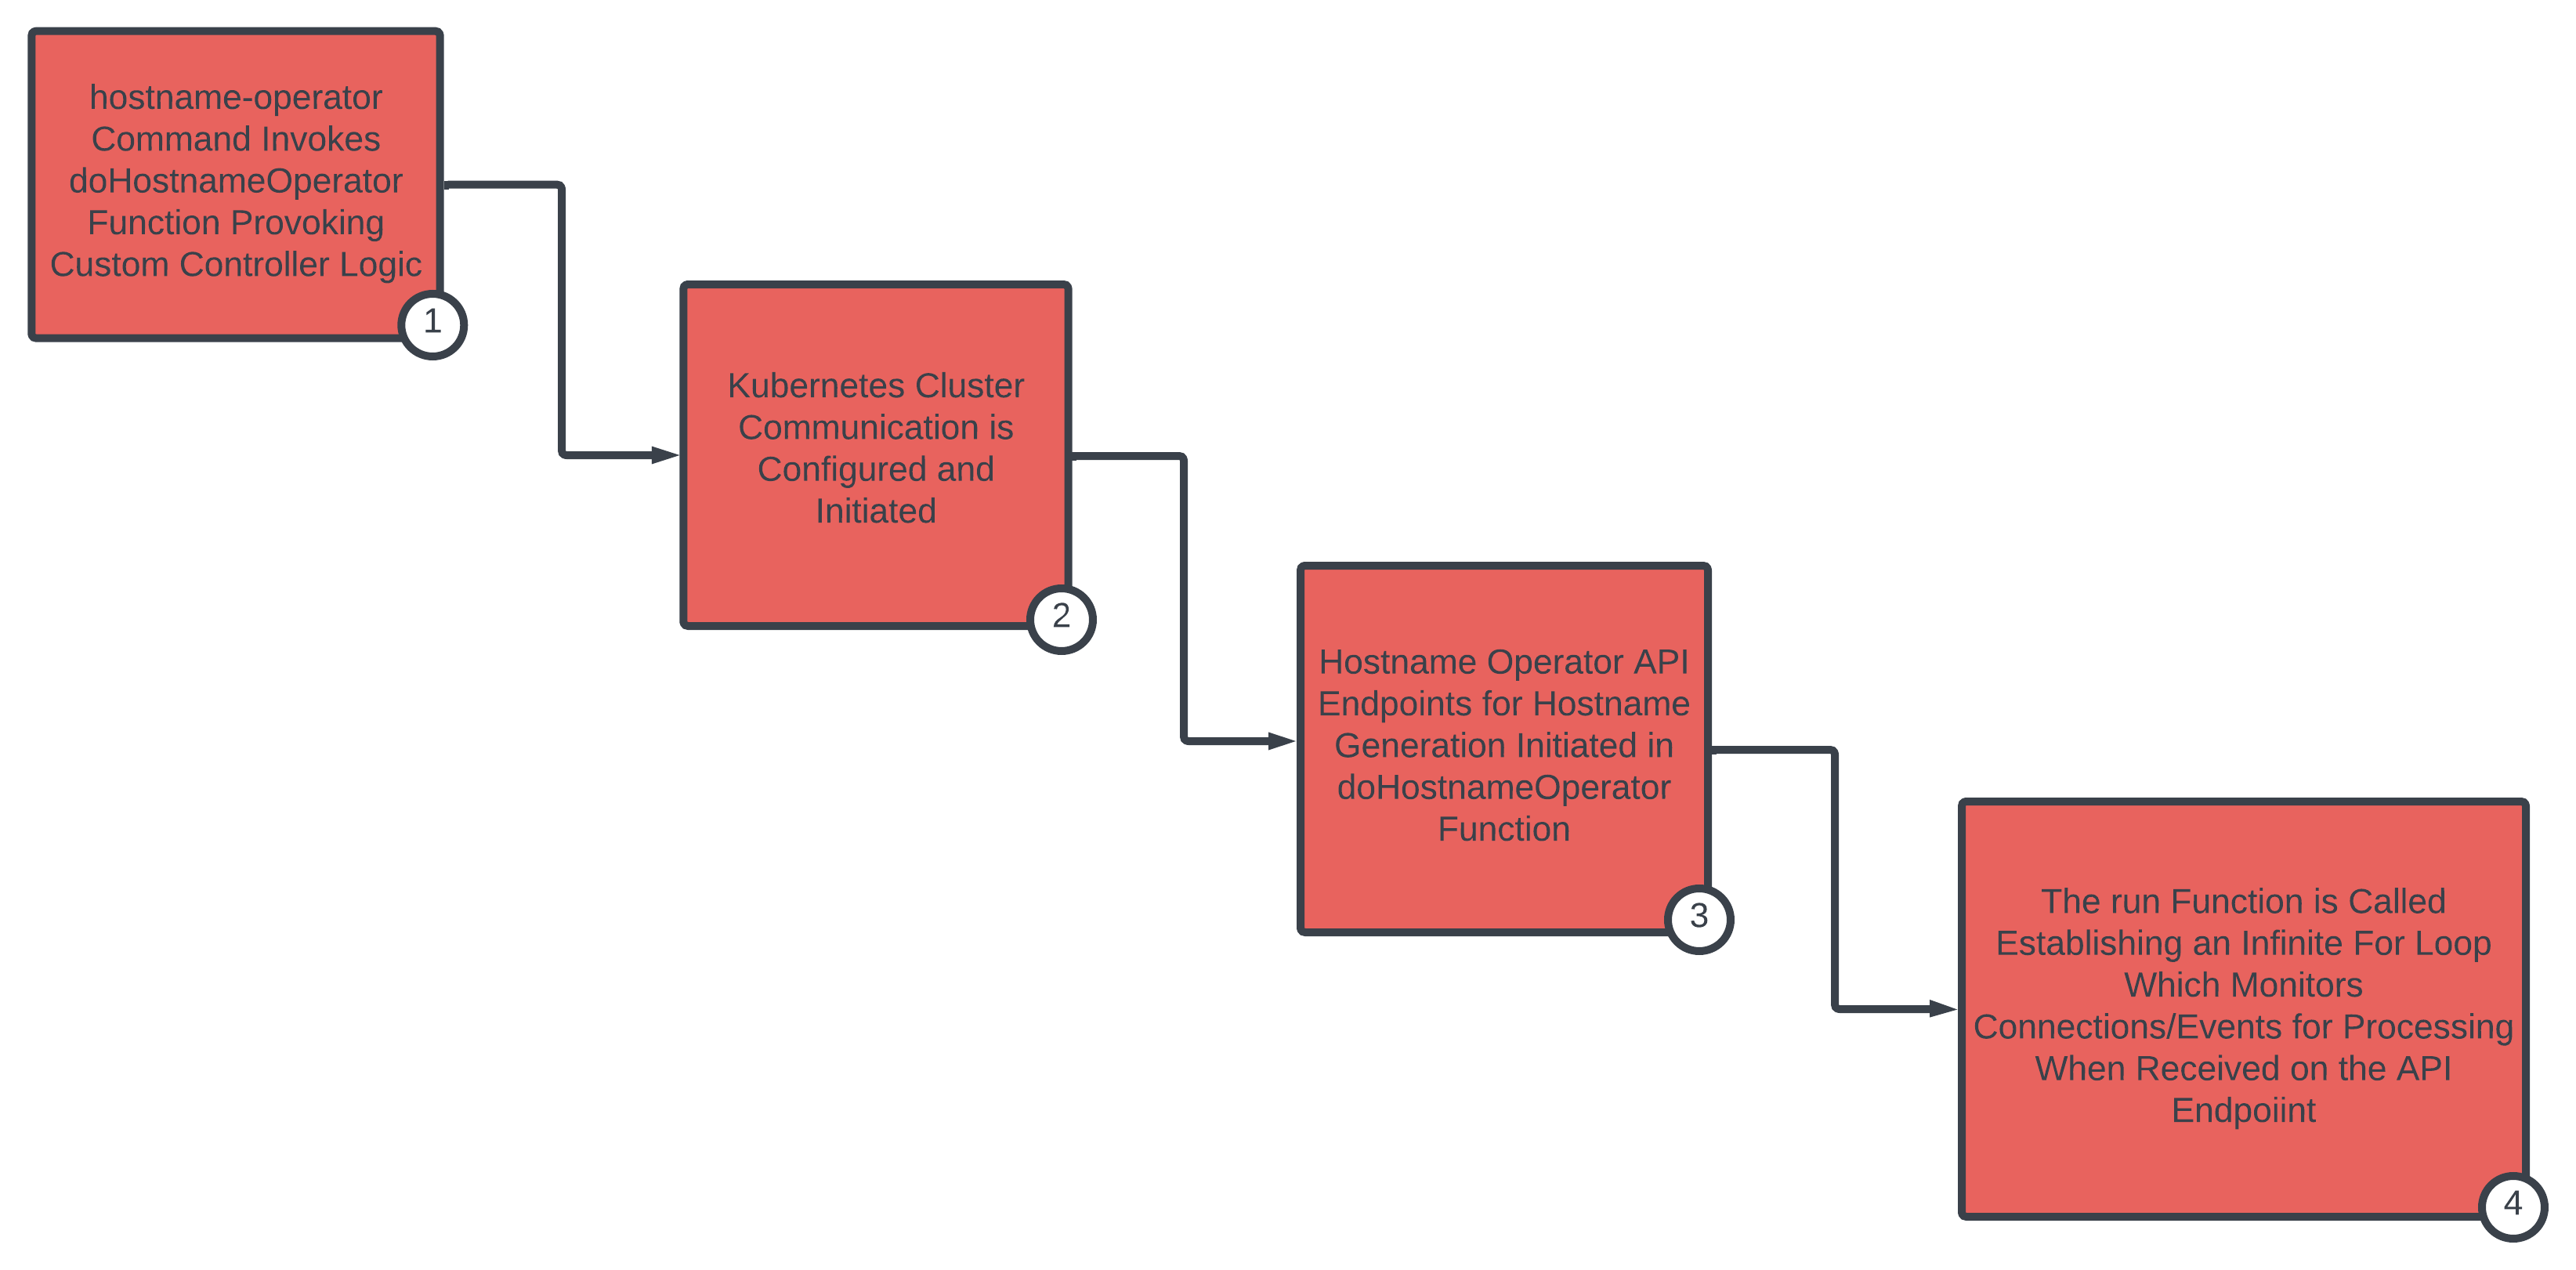 hostname-operator
Command Invokes
doHostnameOperator
Function Provoking
Custom Controller Logic
1
Kubernetes Cluster
Communication is
Configured and
Initiated
2
Hostname Operator API
Endpoints for Hostname
Generation Initiated in
doHostnameOperator
Function
3
The run Function is Called
Establishing an Infinite For Loop
Which Monitors
Connections/Events for Processing
When Received on the API
Endpoiint
4